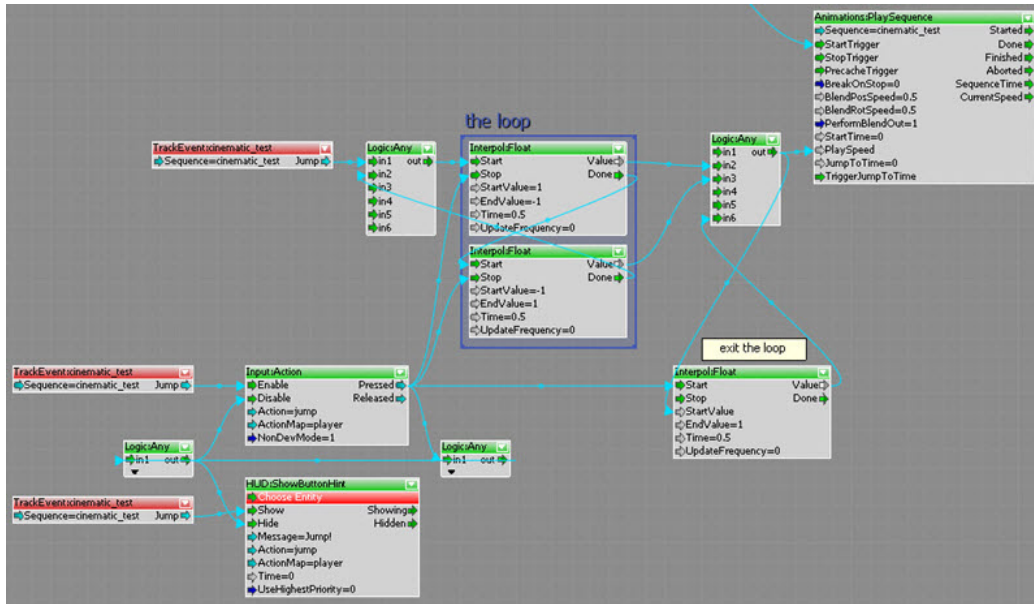 Animations:PlaySequence
Sequence=cinematic_test Started
StartTrigger Done
StopTrigger Finished
PrecacheTrigger Aborted
BreakOnStop=0 SequenceTime
BlendPosSpeed=0.5 CurrentSpeed
BlendRotSpeed=0.5
PerformBlendOut=1
StartTime=0
PlaySpeed
JumpToTime=0
TriggerJumpToTime
the loop
TrackEvent:cinematic_test
Sequence=cinematic_test Jump
Logic:Any
in1 out
in2
in3
in4
in5
in6
Interpol:Float
Start Value
Stop Done
StartValue=1
EndValue=-1
Time=0.5
UpdateFrequency=0
Interpol:Float
Start Value
Stop Done
StartValue=-1
EndValue=1
Time=0.5
UpdateFrequency=0
Logic:Any
in1 out
in2
in3
in4
in5
in6
exit the loop
Interpol:Float
Start Value
Stop Done
StartValue
EndValue=1
Time=0.5
UpdateFrequency=0
TrackEvent:cinematic_test
Sequence=cinematic_test Jump
Input:Action
Enable Pressed
Disable Released
Action=jump
ActionMap=player
NonDevMode=1
Logic:Any
in1 out
Logic:Any
in1 out
TrackEvent:cinematic_test
Sequence=cinematic_test Jump
HUD:ShowButtonHint
Choose Entity
Show Showing
Hide Hidden
Message=Jump!
Action=jump
ActionMap=player
Time=0
UseHighestPriority=0